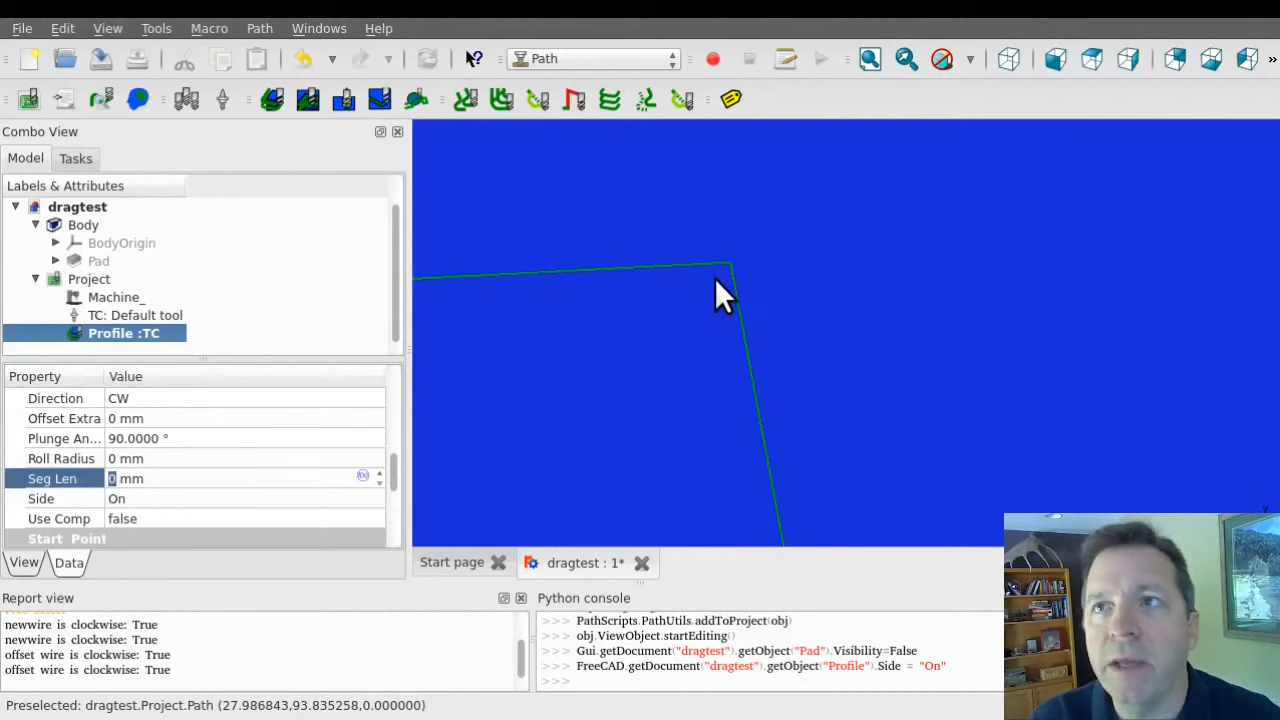 File Edit View Tools Macro Path Windows Help
Path
»
Combo View
Model Tasks
Labels & Attributes
dragtest
Body
BodyOrigin
Pad
Project
Machine_
TC: Default tool
Profile :TC
Property Value
Direction CW
Offset Extra 0 mm
Plunge An... 90.0000 °
Roll Radius 0 mm
Seg Len 0 mm
Side On
Use Comp false
Start Point
View Data
Start page dragtest : 1*
Report view
newwire is clockwise: True
newwire is clockwise: True
offset wire is clockwise: True
offset wire is clockwise: True
Python console
>>> PathScripts.PathUtils.addToProject(obj)
>>> obj.ViewObject.startEditing()
>>> Gui.getDocument("dragtest").getObject("Pad").Visibility=False
>>> FreeCAD.getDocument("dragtest").getObject("Profile").Side = "On"
>>>
Preselected: dragtest.Project.Path (27.986843,93.835258,0.000000)